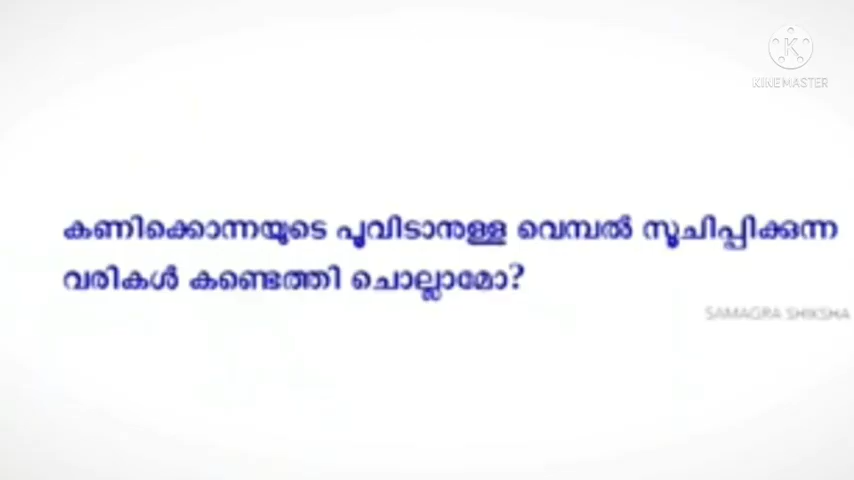 KINEMASTER
കണിക്കൊന്നയുടെ പൂവിടാനുള്ള വെമ്പൽ സൂചിപ്പിക്കുന്ന
വരികൾ കണ്ടെത്തി ചൊല്ലാമോ?
SAMAGRA SHIKSHA